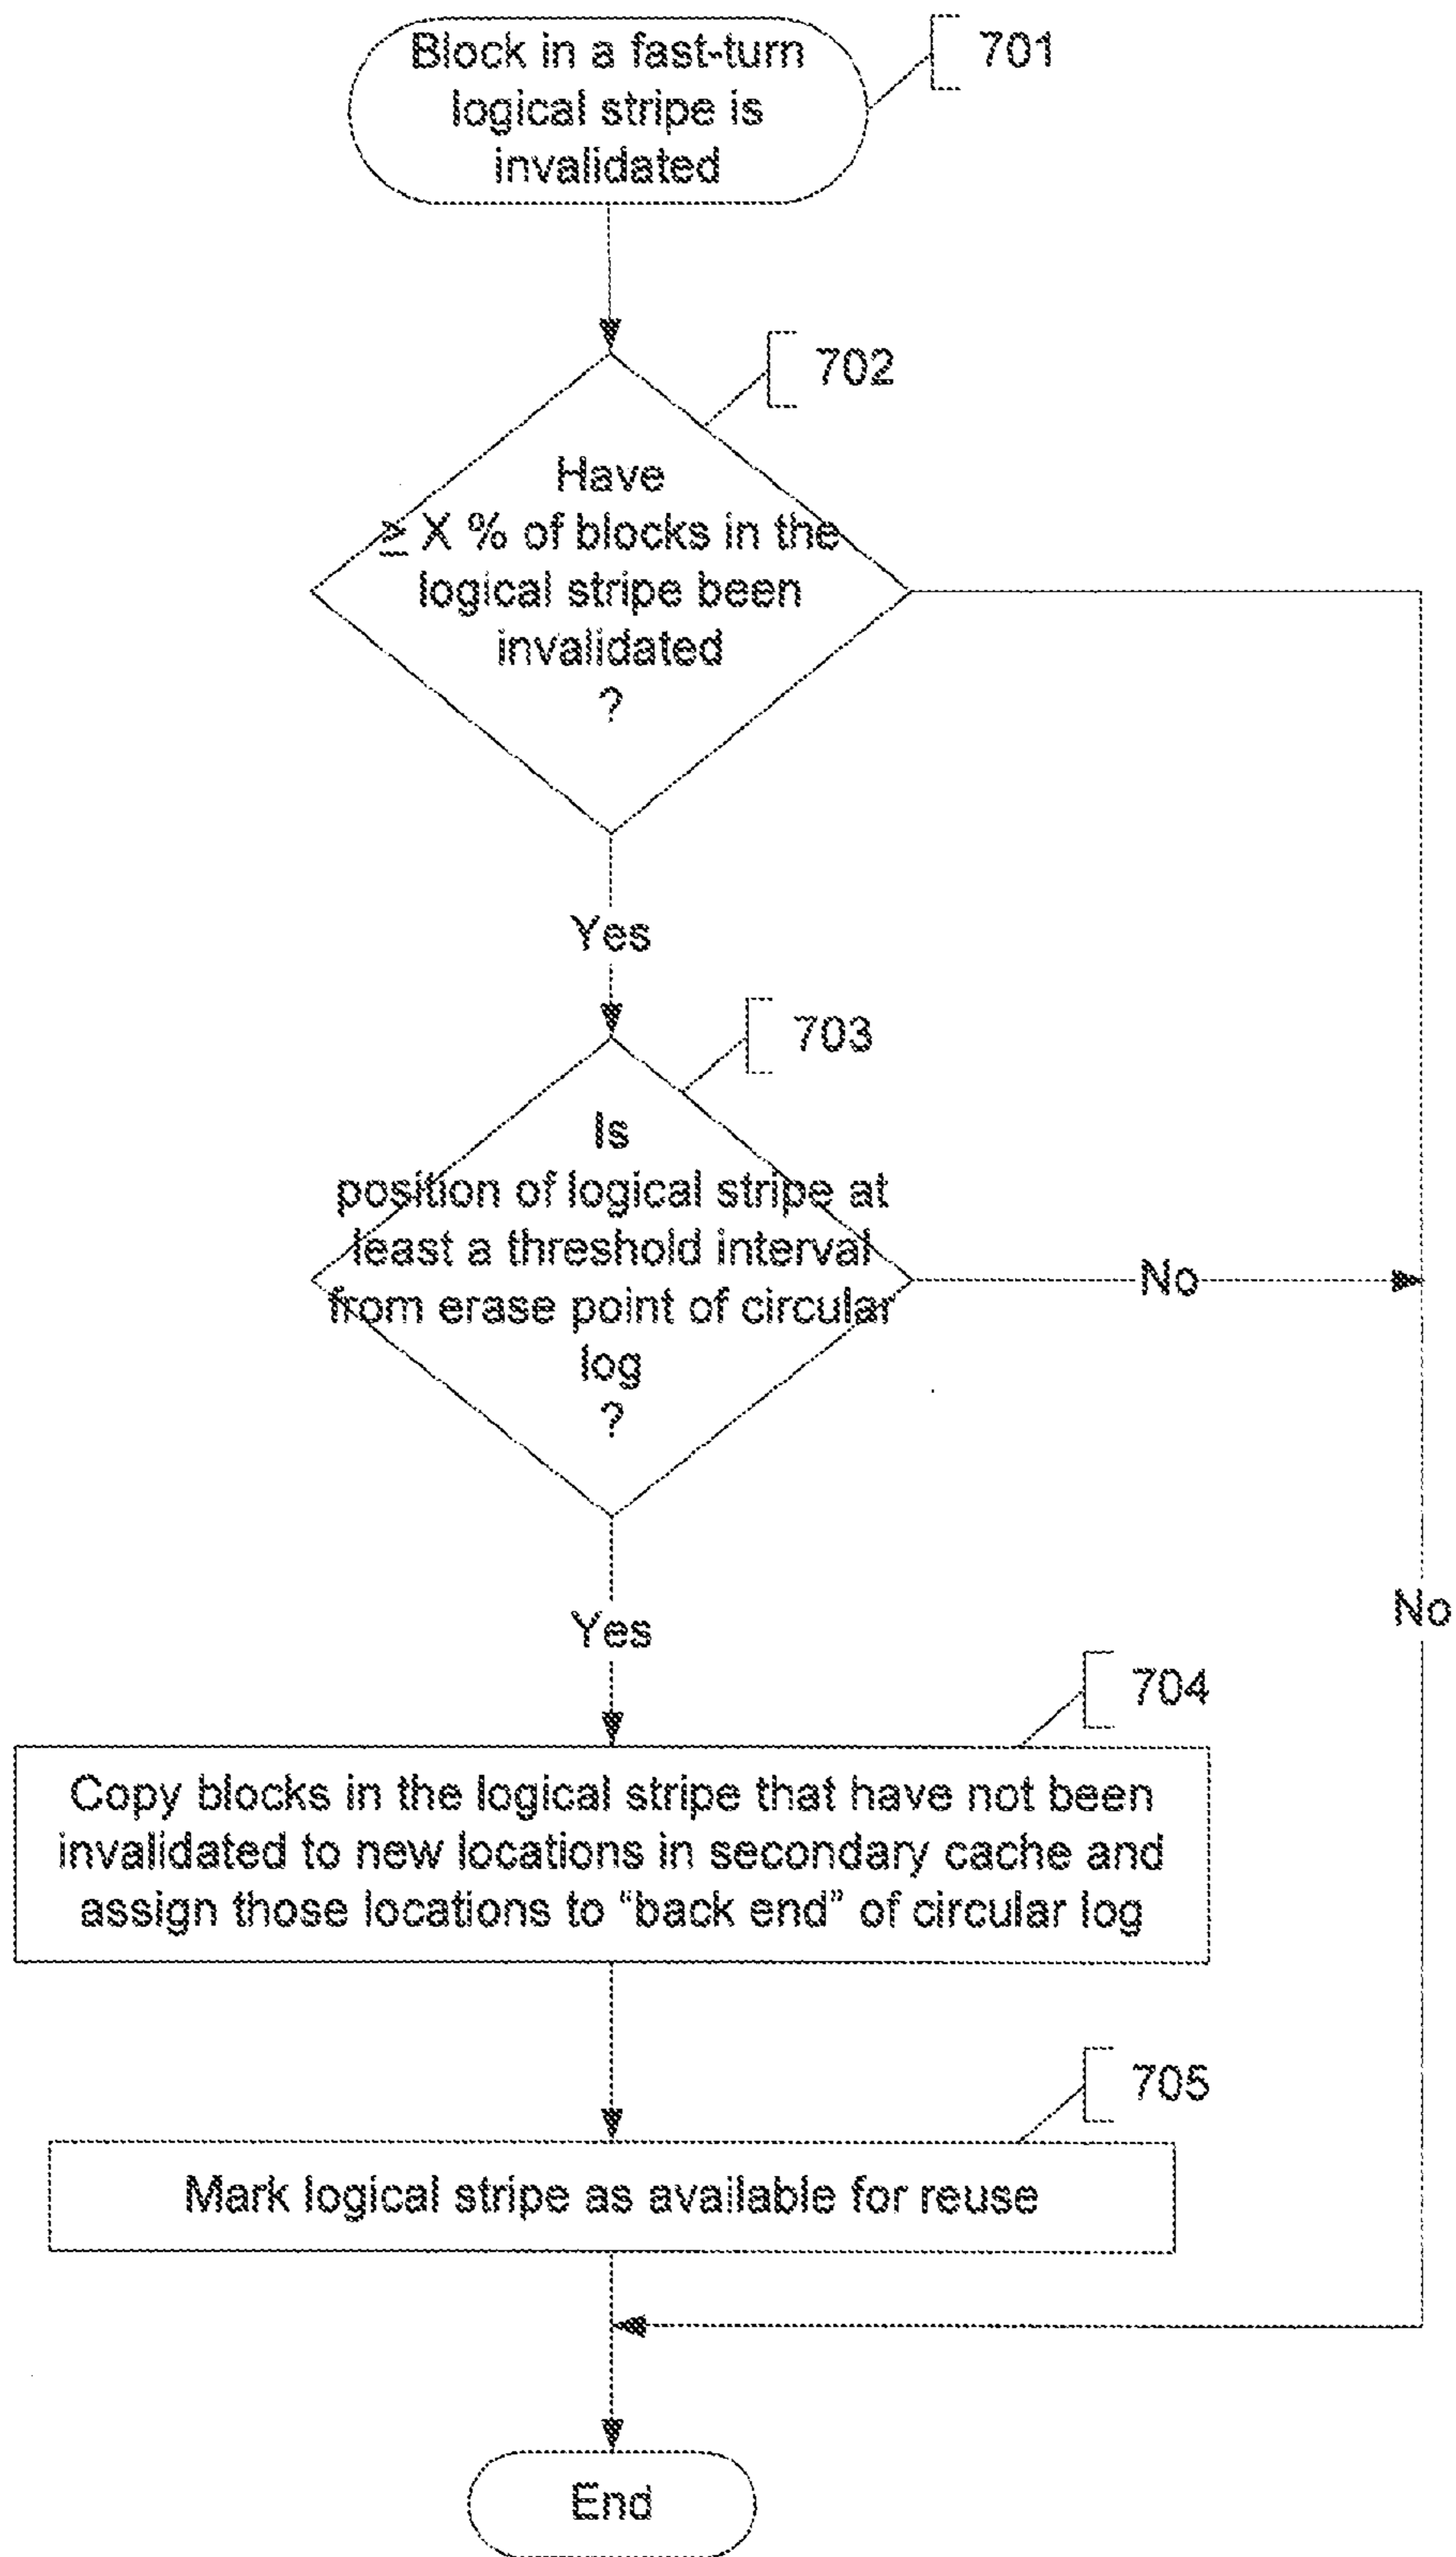 Block in a fast-turn
logical stripe is
invalidated
701
702
Have
≥ X % of blocks in the
logical stripe been
invalidated
?
Yes
703
Is
position of logical stripe at
least a threshold interval
from erase point of circular
log
?
No
Yes
No
704
Copy blocks in the logical stripe that have not been
invalidated to new locations in secondary cache and
assign those locations to “back end” of circular log
705
Mark logical stripe as available for reuse
End